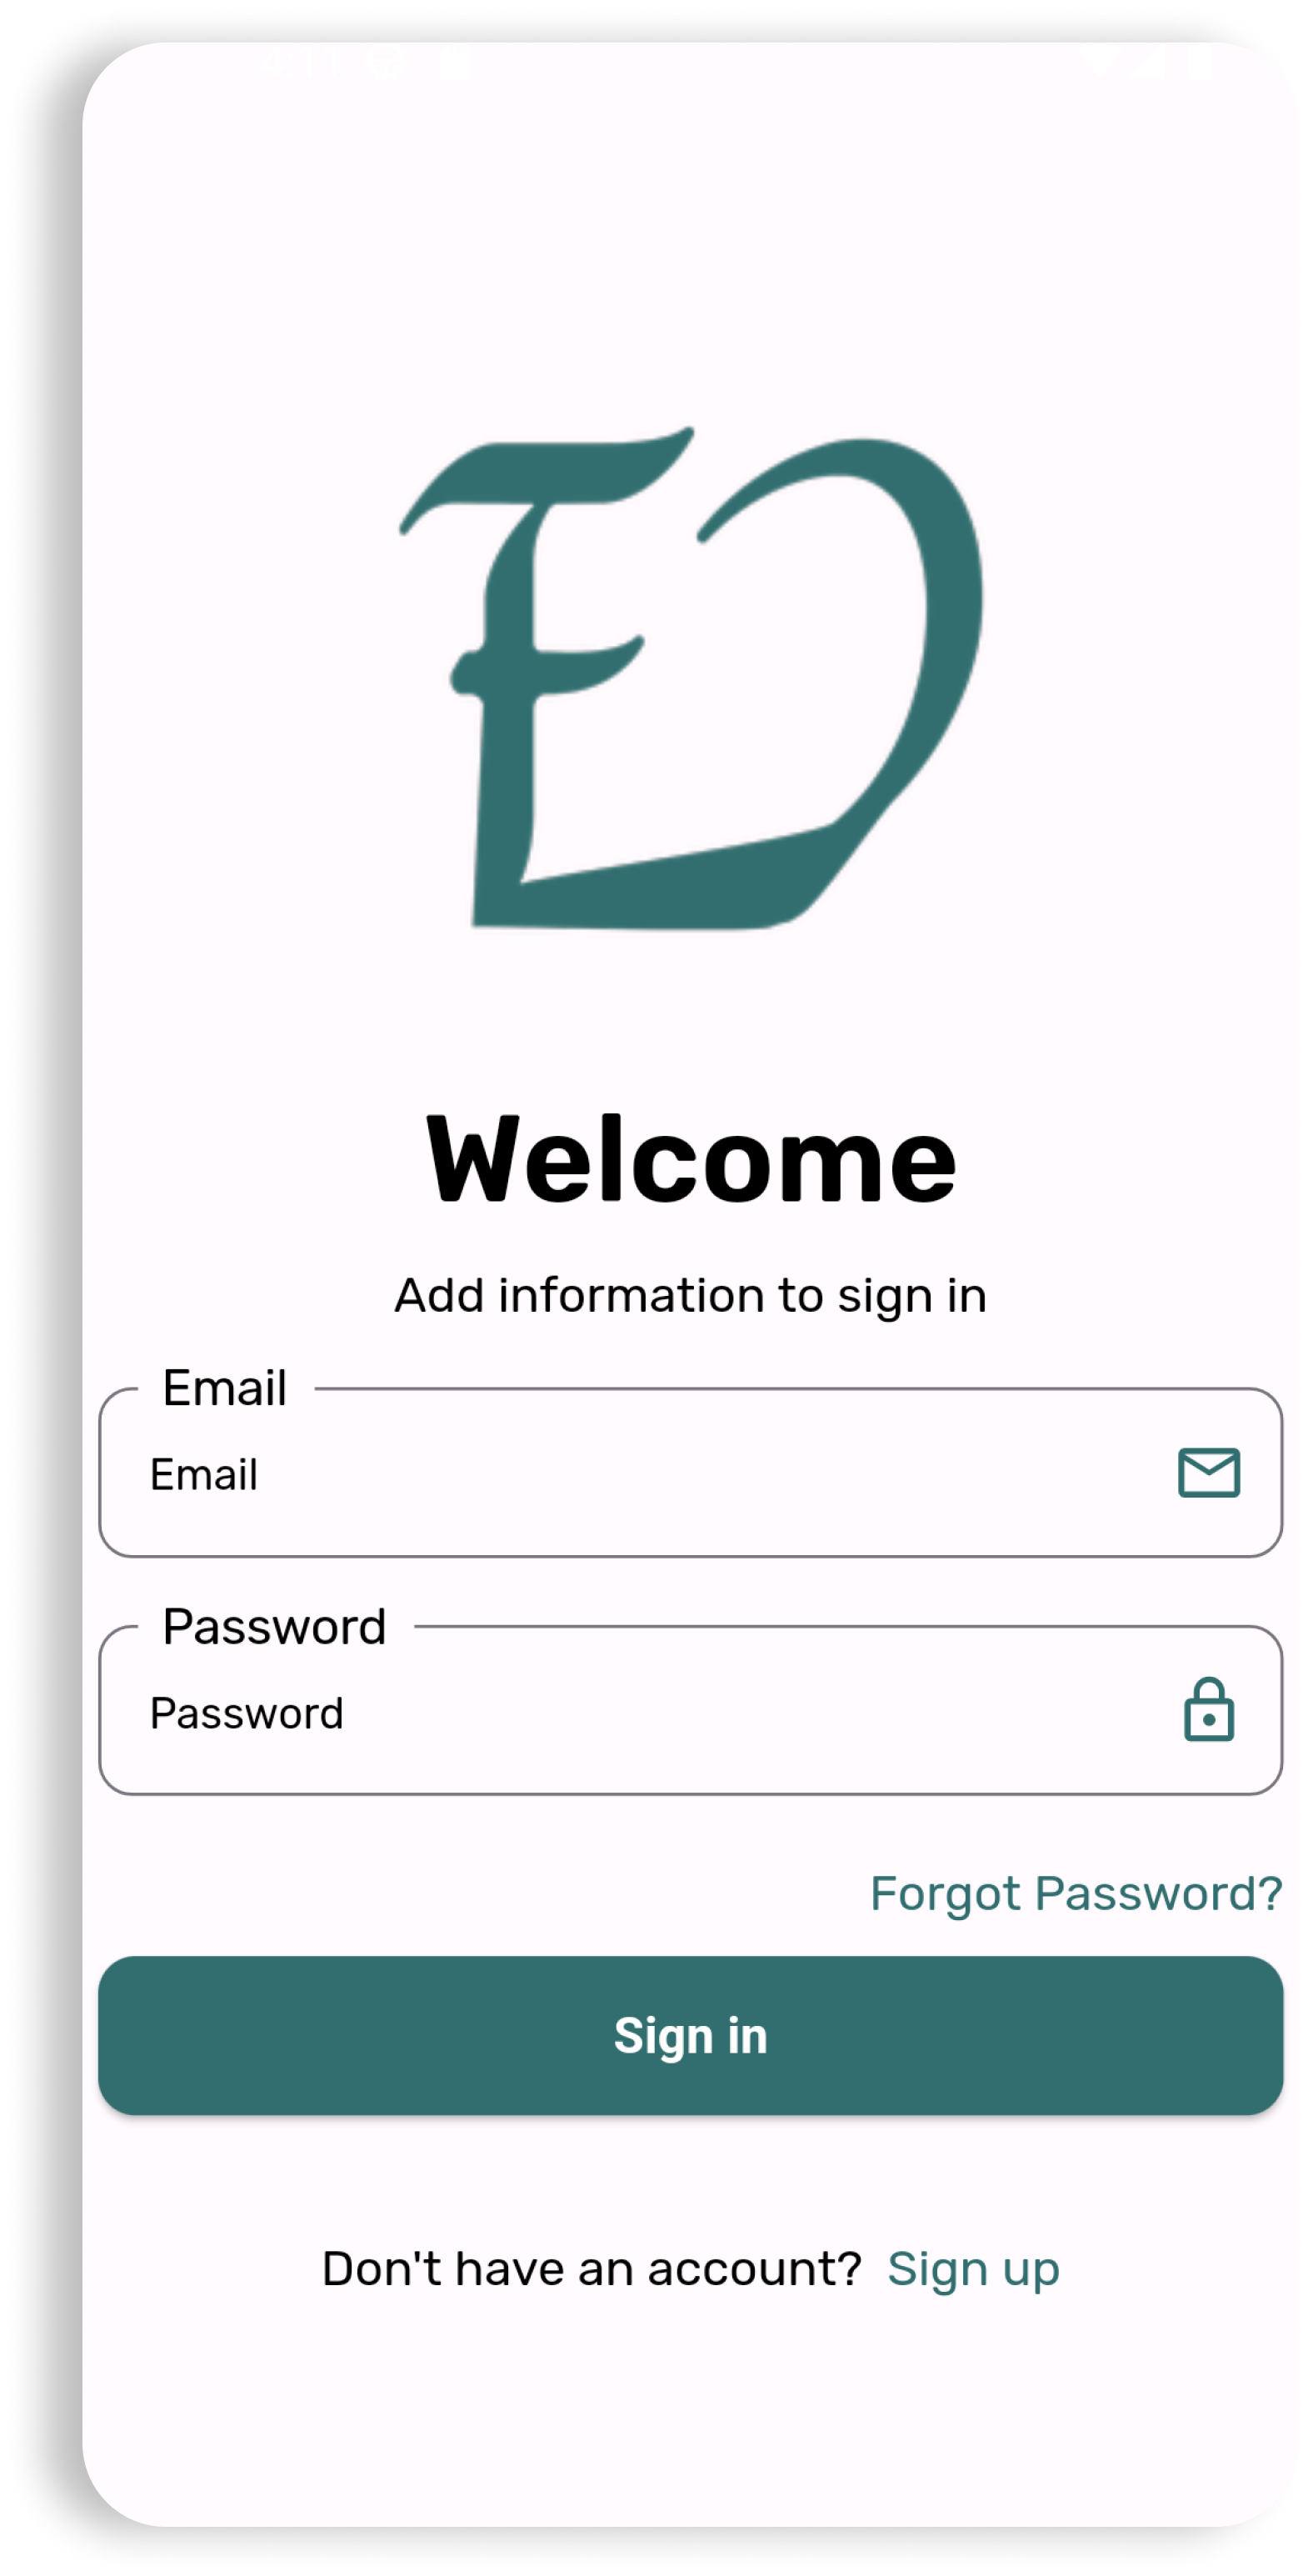 Welcome
Add information to sign in
Email
Email
Password
Password
Forgot Password?
Sign in
Don't have an account? Sign up